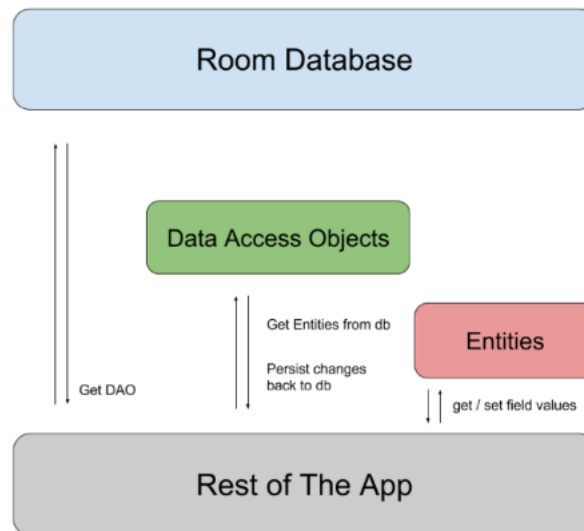 Room Database
Data Access Objects
Get Entities from db
Entities
Persist changes
back to db
Get DAO
get / set field values
Rest of The App